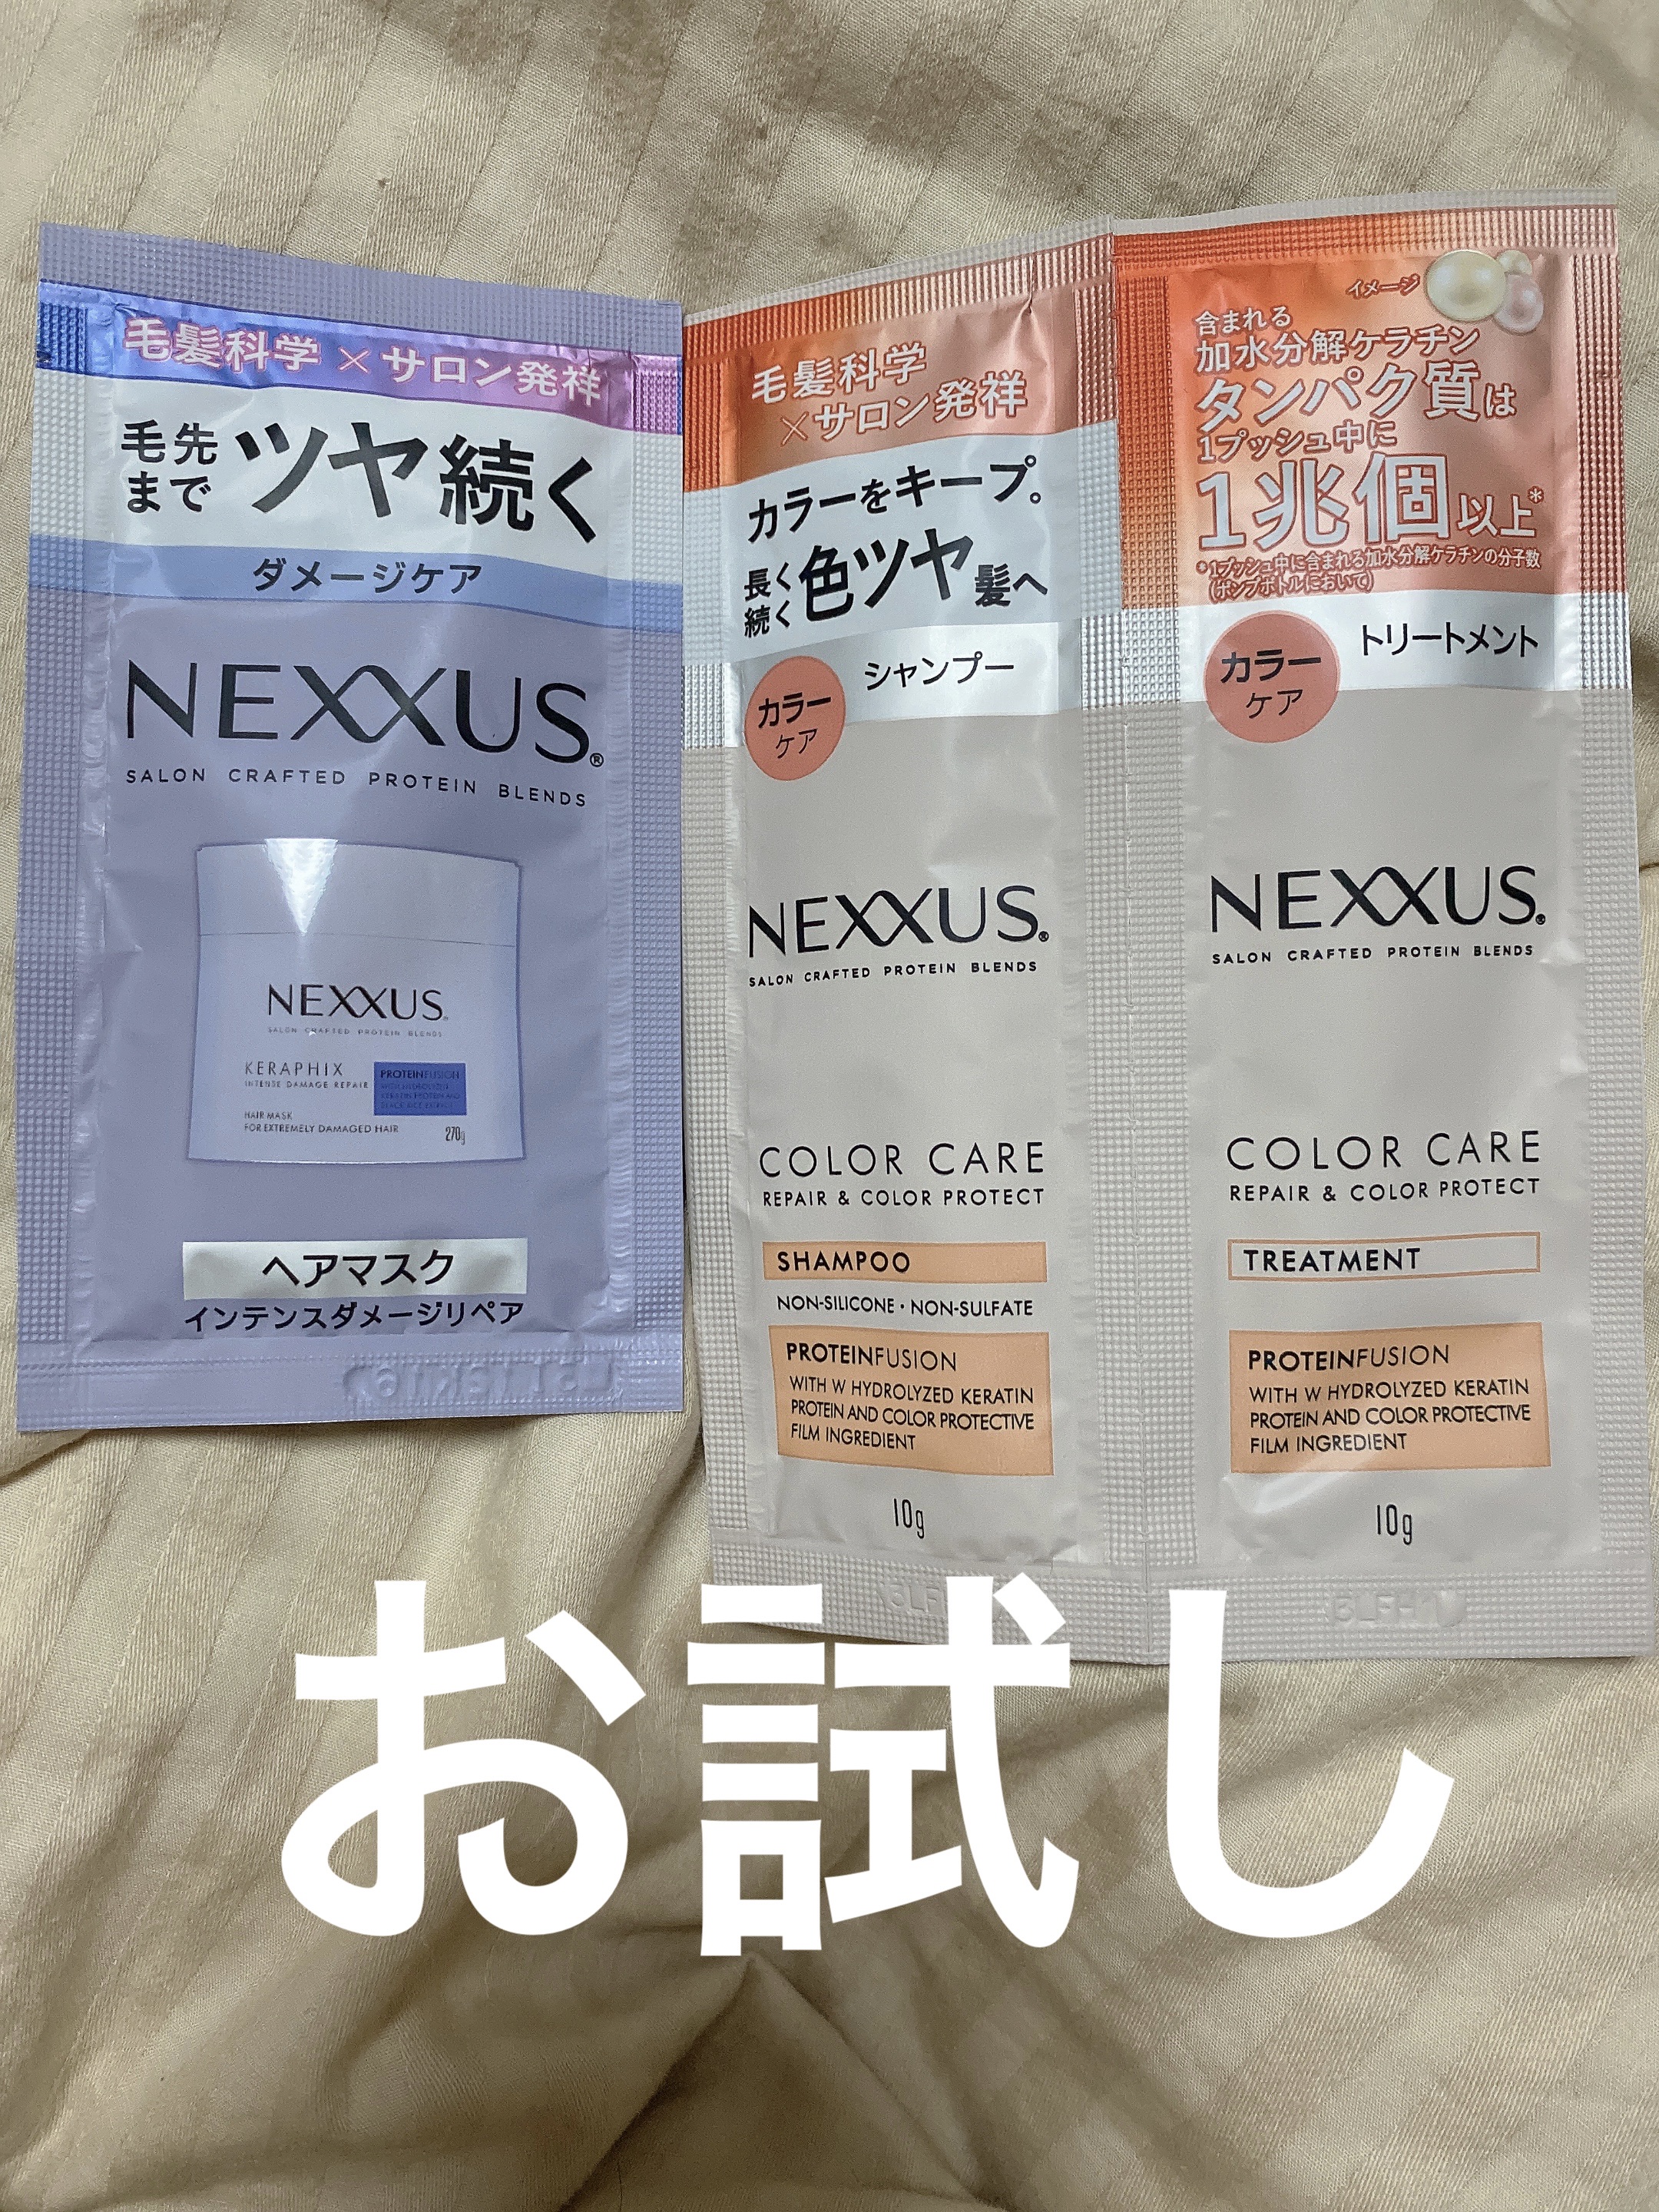 毛髪科学×サロン発祥
毛先
まで
ツヤ続く
ダメージケア
NEXXUS®
SALON CRAFTED PROTEIN BLENDS
NEXXUS
SALON CRAFTED PROTEIN BLENDS
KERAPHIX
INTENSE DAMAGE REPAIR
PROTEINFUSION
HAIR MASK
FOR EXTREMELY DAMAGED HAIR
270g
ヘアマスク
インテンスダメージリペア
毛髪科学
×サロン発祥
カラーをキープ。
長く
続く
色ツヤ髪へ
カラー
ケア
シャンプー
NEXXUS®
SALON CRAFTED PROTEIN BLENDS
COLOR CARE
REPAIR & COLOR PROTECT
SHAMPOO
NON-SILICONE・NON-SULFATE
PROTEINFUSION
WITH W HYDROLYZED KERATIN
PROTEIN AND COLOR PROTECTIVE
FILM INGREDIENT
10g
イメージ
含まれる
加水分解ケラチン
タンパク質は
1プッシュ中に
1兆個以上*
*1プッシュ中に含まれる加水分解ケラチンの分子数
(ポンプボトルにおいて)
カラー
ケア
トリートメント
NEXXUS®
SALON CRAFTED PROTEIN BLENDS
COLOR CARE
REPAIR & COLOR PROTECT
TREATMENT
PROTEINFUSION
WITH W HYDROLYZED KERATIN
PROTEIN AND COLOR PROTECTIVE
FILM INGREDIENT
10g
お試し